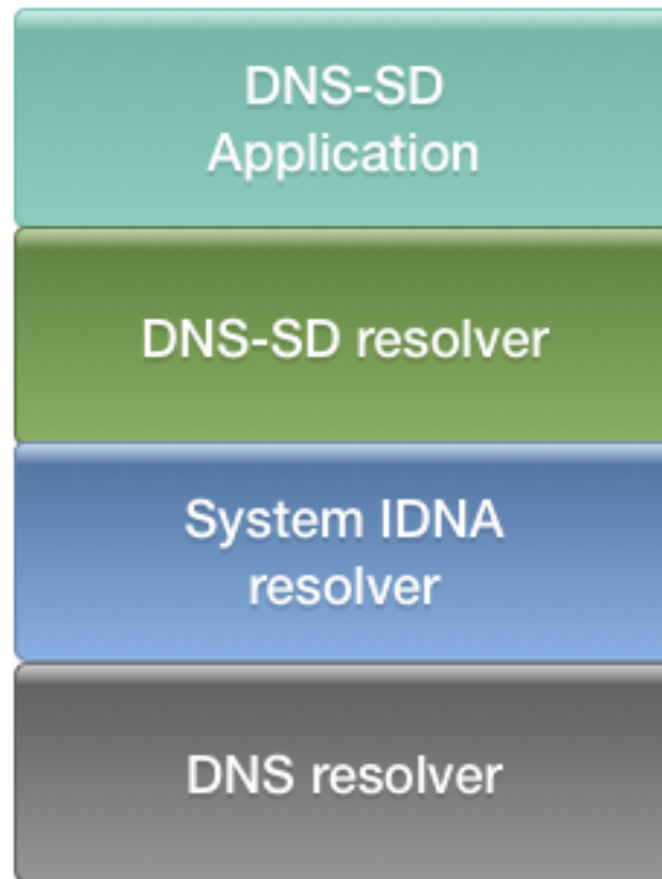 DNS-SD
Application
DNS-SD resolver
System IDNA
resolver
DNS resolver